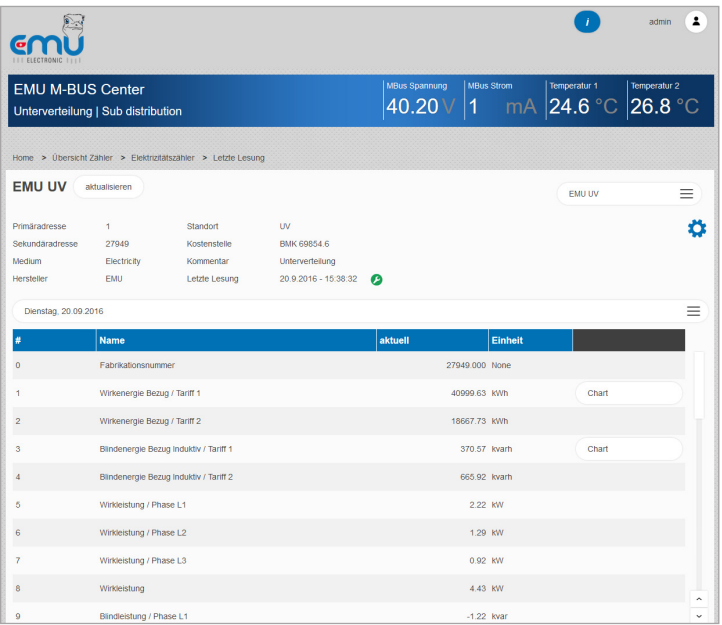 emu
ELECTRONIC
i
admin
EMU M-BUS Center
Unterverteilung | Sub distribution
MBus Spannung
40.20 V
MBus Strom
1 mA
Temperatur 1
24.6 °C
Temperatur 2
26.8 °C
Home > Übersicht Zähler > Elektrizitätszähler > Letzte Lesung
EMU UV aktualisieren
EMU UV
Primäradresse 1 Standort UV
Sekundäradresse 27949 Kostenstelle BMK 69854.6
Medium Electricity Kommentar Unterverteilung
Hersteller EMU Letzte Lesung 20.9.2016 - 15:38:32
Dienstag, 20.09.2016
# Name aktuell Einheit
0 Fabrikationsnummer 27949.000 None
1 Wirkenergie Bezug / Tariff 1 40999.63 kWh Chart
2 Wirkenergie Bezug / Tariff 2 18667.73 kWh
3 Blindenergie Bezug Induktiv / Tariff 1 370.57 kvarh Chart
4 Blindenergie Bezug Induktiv / Tariff 2 665.92 kvarh
5 Wirkleistung / Phase L1 2.22 kW
6 Wirkleistung / Phase L2 1.29 kW
7 Wirkleistung / Phase L3 0.92 kW
8 Wirkleistung 4.43 kW
9 Blindleistung / Phase L1 -1.22 kvar